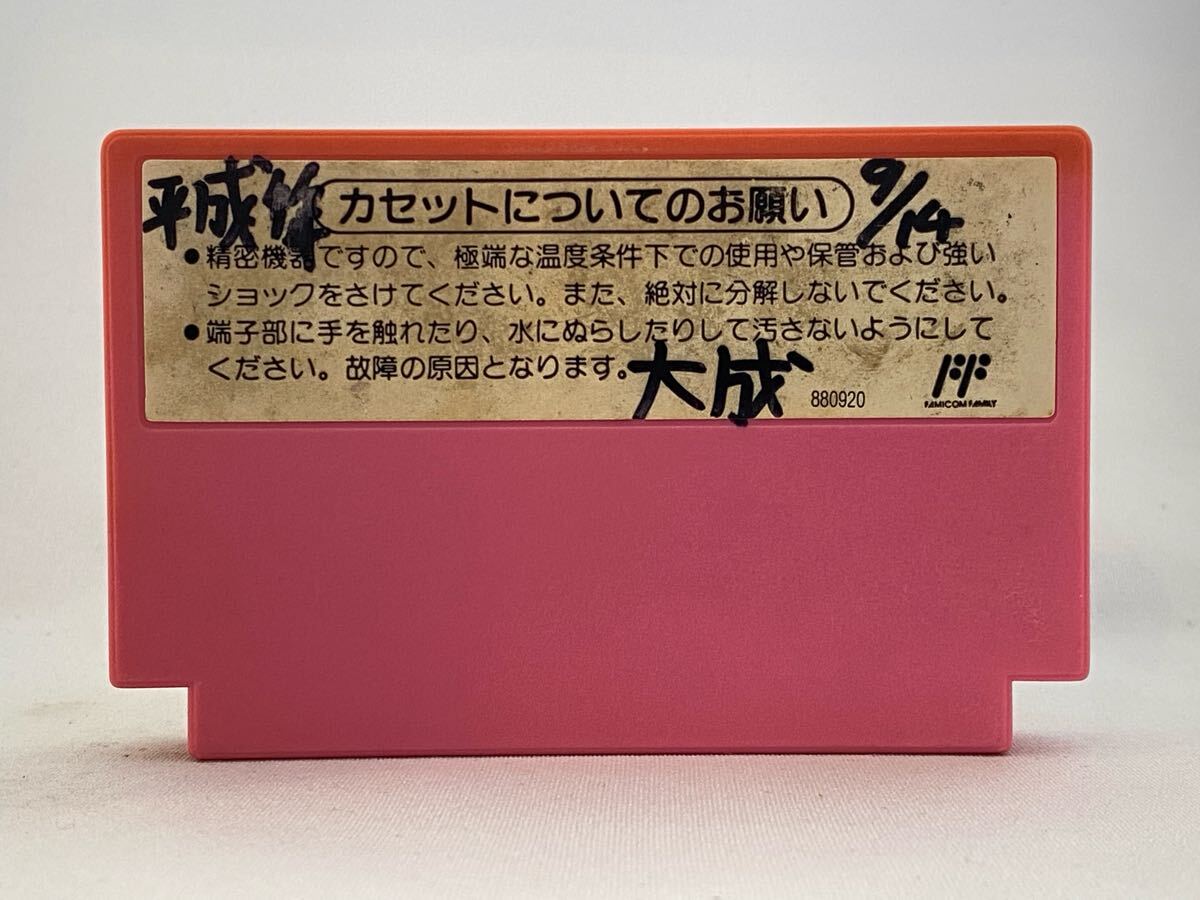 平成
カセットについてのお願い
9/14
●精密機器ですので、極端な温度条件下での使用や保管および強い
ショックをさけてください。また、絶対に分解しないでください。
●端子部に手を触れたり、水にぬらしたりして汚さないようにして
ください。故障の原因となります。
大成
880920
FAMICOM FAMILY